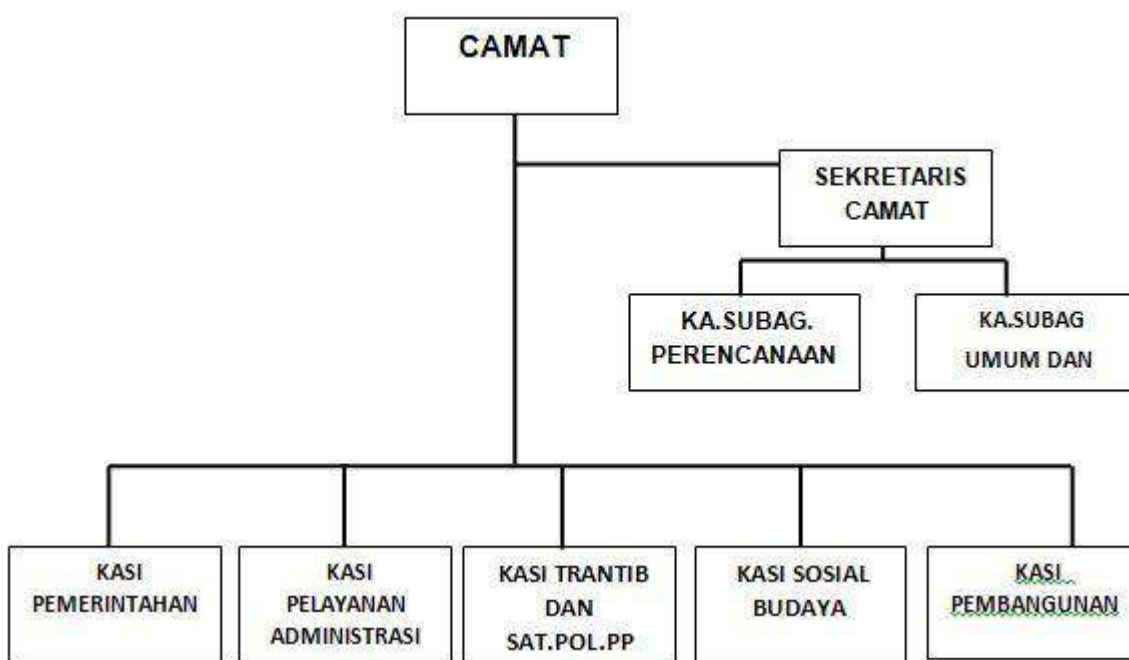 CAMAT
SEKRETARIS
CAMAT
KA.SUBAG.
PERENCANAAN
KA.SUBAG
UMUM DAN
KASI
PEMERINTAHAN
KASI
PELAYANAN
ADMINISTRASI
KASI TRANTIB
DAN
SAT.POL.PP
KASI SOSIAL
BUDAYA
KASI
PEMBANGUNAN